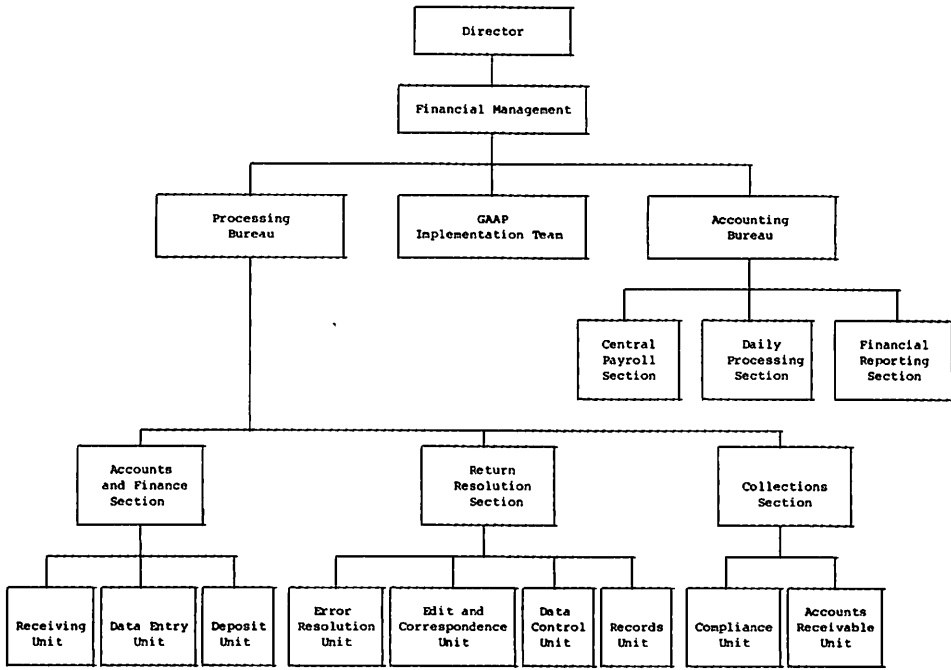 Director
Financial Management
Processing
Bureau
GAAP
Implementation Team
Accounting
Bureau
Central
Payroll
Section
Daily
Processing
Section
Financial
Reporting
Section
Accounts
and Finance
Section
Return
Resolution
Section
Collections
Section
Receiving
Unit
Data Entry
Unit
Deposit
Unit
Error
Resolution
Unit
Edit and
Correspondence
Unit
Data
Control
Unit
Records
Unit
Compliance
Unit
Accounts
Receivable
Unit